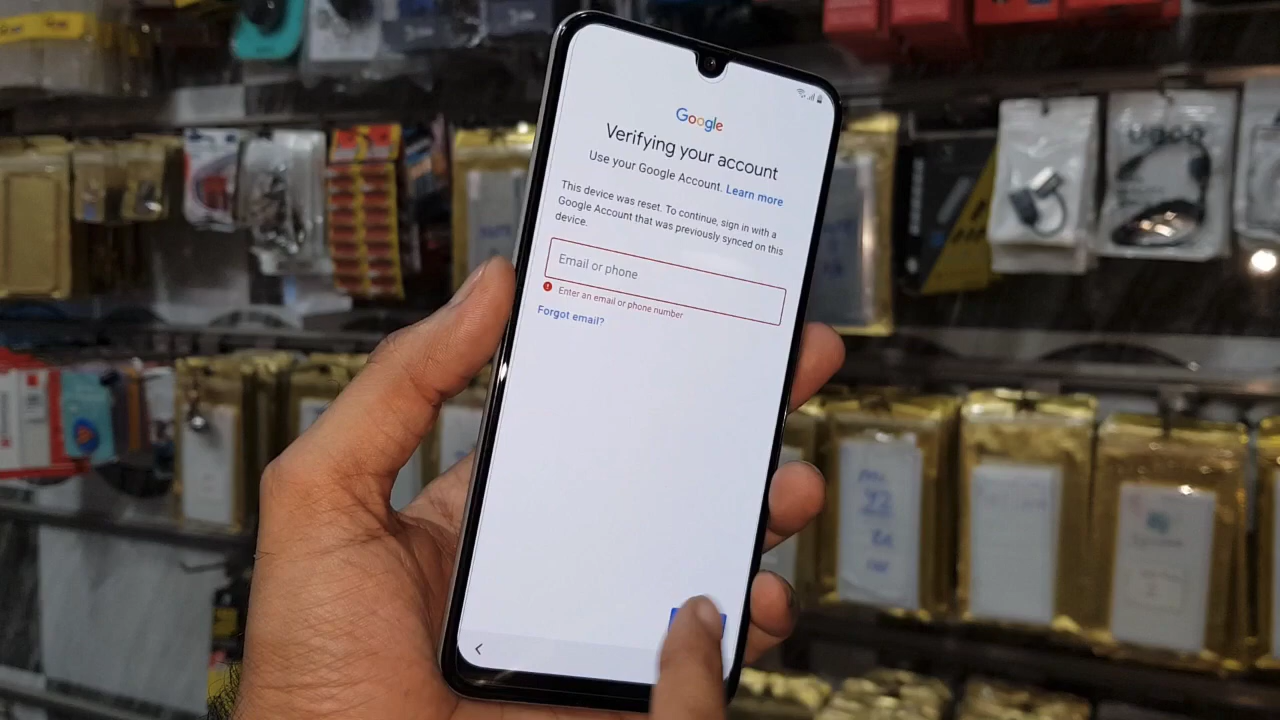 Google
Verifying your account
Use your Google Account. Learn more
This device was reset. To continue, sign in with a
Google Account that was previously synced on this
device.
Email or phone
Enter an email or phone number
Forgot email?